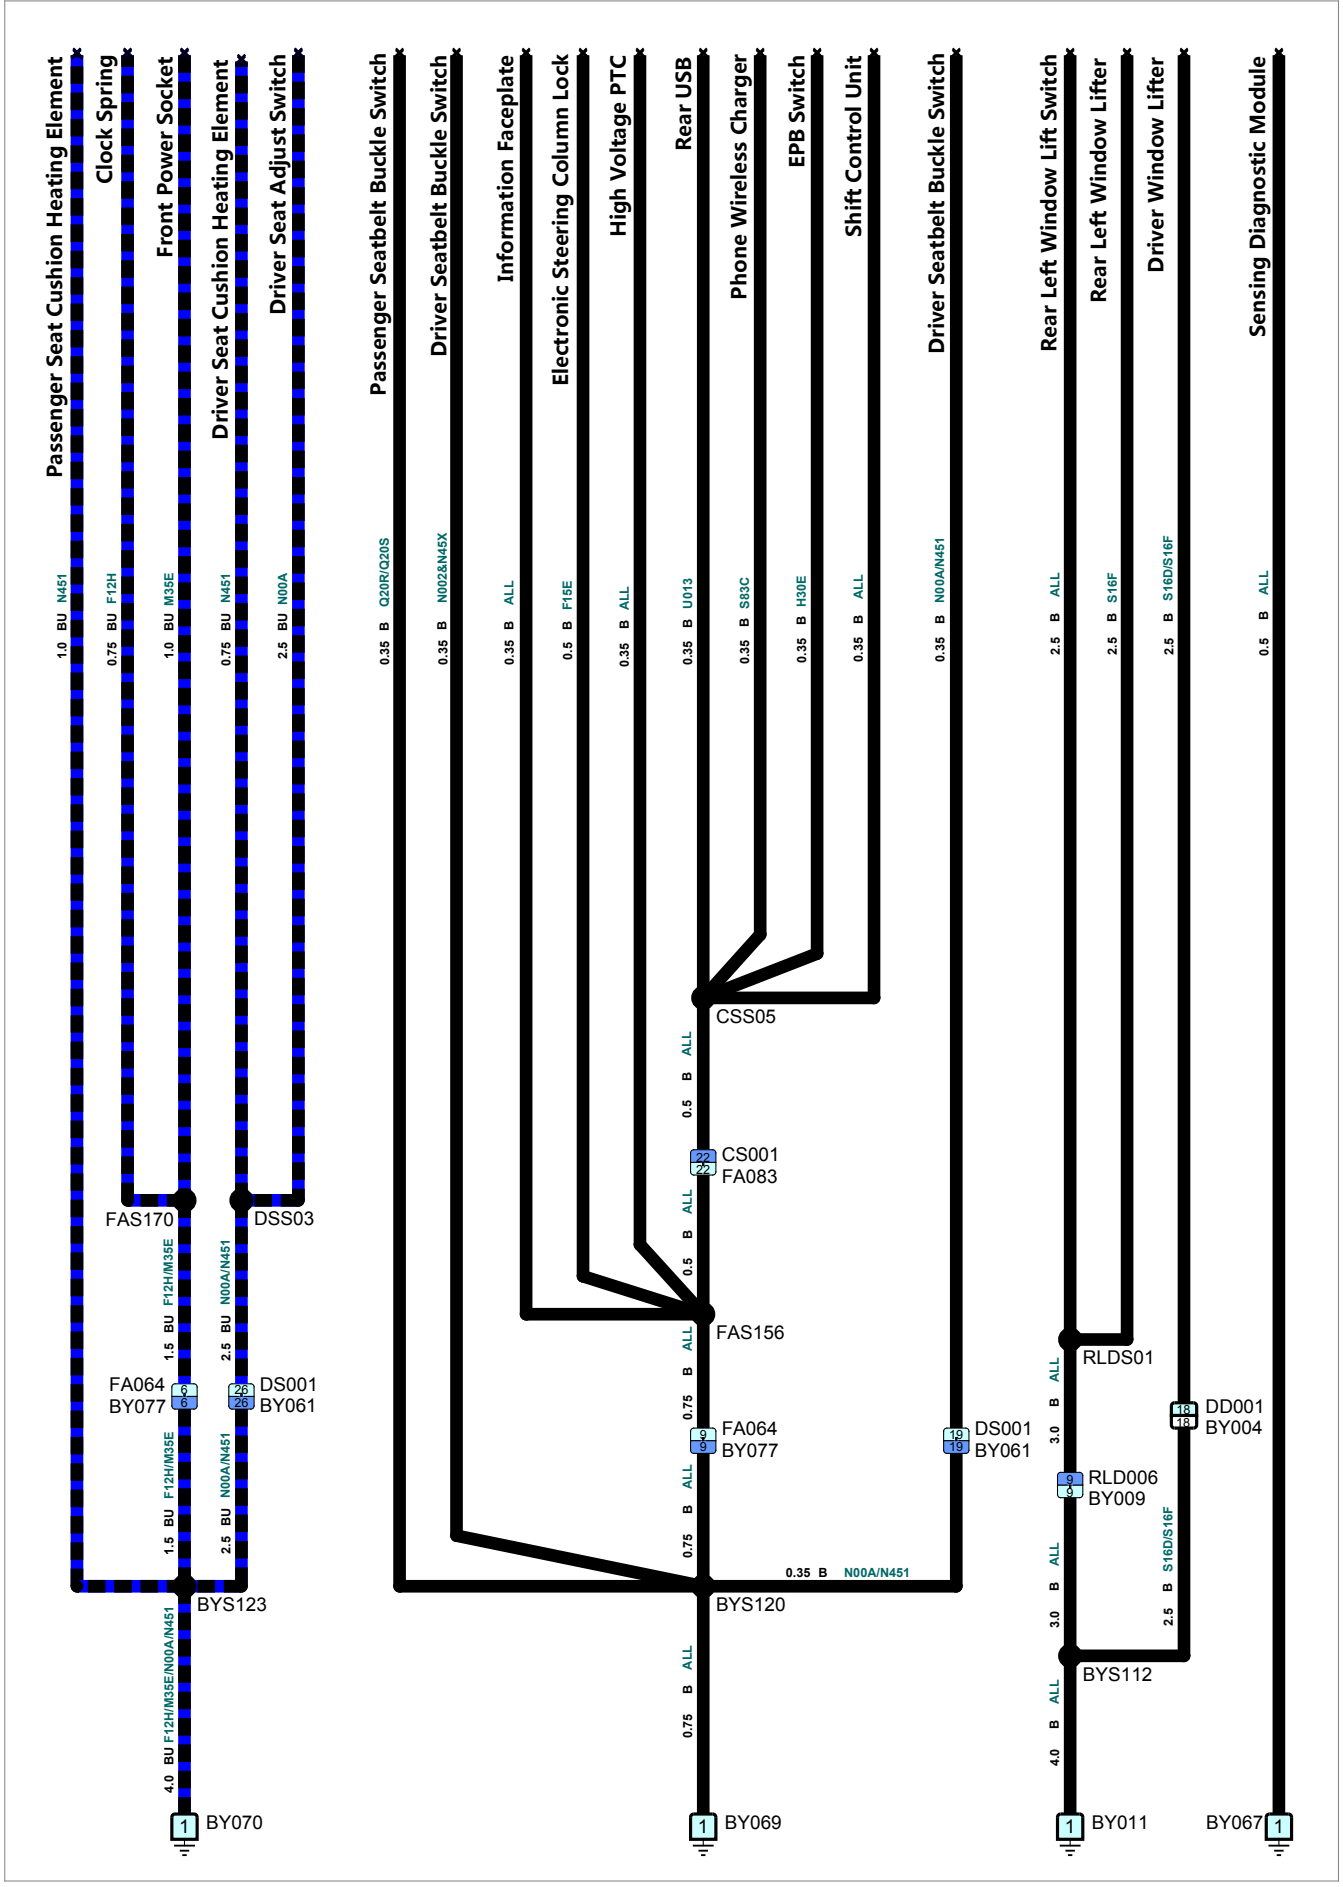 Passenger Seat Cushion Heating Element
Clock Spring
Front Power Socket
Driver Seat Cushion Heating Element
Driver Seat Adjust Switch
Passenger Seatbelt Buckle Switch
Driver Seatbelt Buckle Switch
Information Faceplate
Electronic Steering Column Lock
High Voltage PTC
Rear USB
Phone Wireless Charger
EPB Switch
Shift Control Unit
Driver Seatbelt Buckle Switch
Rear Left Window Lift Switch
Rear Left Window Lifter
Driver Window Lifter
Sensing Diagnostic Module
1.0 BU N451
0.75 BU F12H
1.0 BU M35E
0.75 BU N451
2.5 BU N00A
0.35 B Q20R/Q20S
0.35 B N002&N45X
0.35 B ALL
0.5 B F15E
0.35 B ALL
0.35 B U013
0.35 B S83C
0.35 B H30E
0.35 B ALL
0.35 B N00A/N451
2.5 B ALL
2.5 B S16F
2.5 B S16D/S16F
0.5 B ALL
CSS05
0.5 B ALL
22 CS001
22 FA083
FAS170
DSS03
0.5 B ALL
1.5 BU F12H/M35E
2.5 BU N00A/N451
FAS156
RLDS01
0.75 B ALL
3.0 B ALL
FA064 6
BY077 6
26 DS001
26 BY061
9 FA064
9 BY077
19 DS001
19 BY061
18 DD001
18 BY004
9 RLD006
9 BY009
1.5 BU F12H/M35E
2.5 BU N00A/N451
0.75 B ALL
3.0 B ALL
2.5 B S16D/S16F
0.35 B N00A/N451
BYS123
BYS120
BYS112
4.0 BU F12H/M35E/N00A/N451
0.75 B ALL
4.0 B ALL
1 BY070
1 BY069
1 BY011
BY067 1